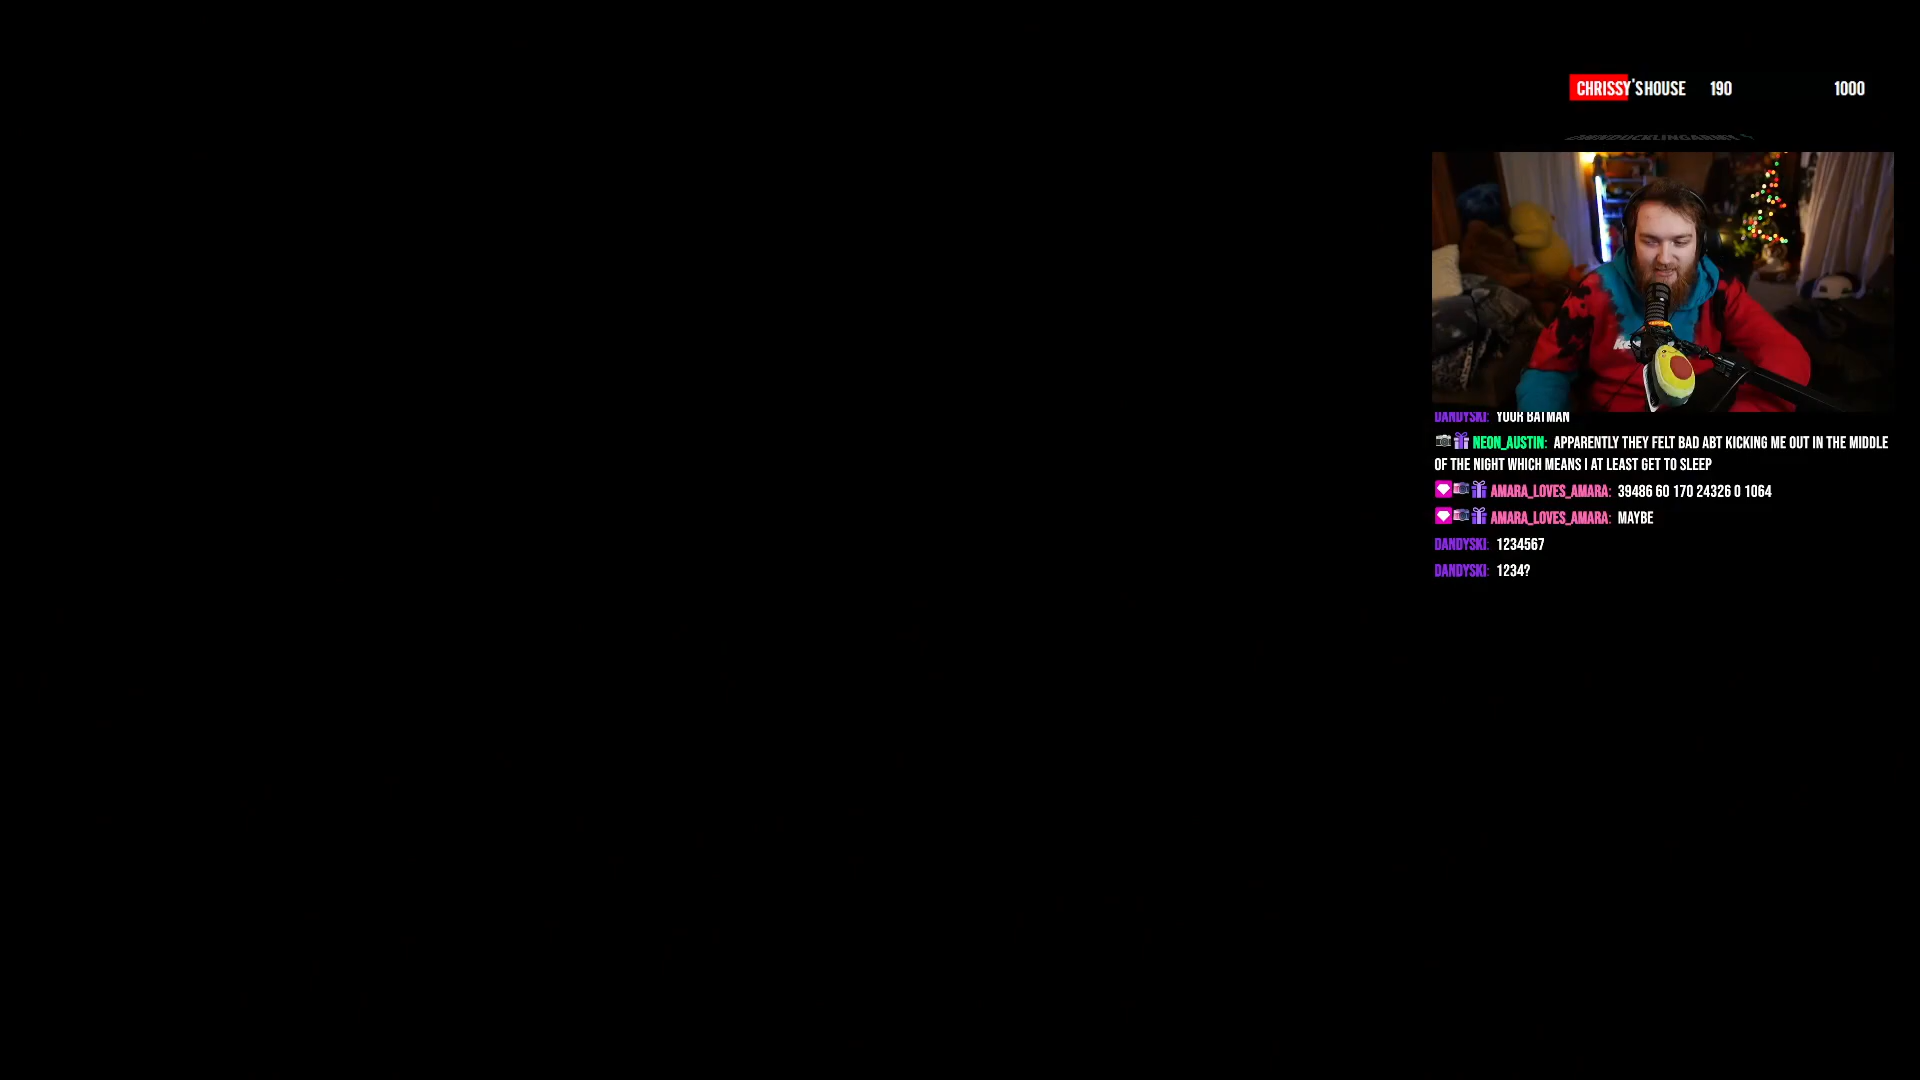 CHRISSY'S HOUSE 190 1000
DANDYSKI: YOUR BATMAN
NEON_AUSTIN: APPARENTLY THEY FELT BAD ABT KICKING ME OUT IN THE MIDDLE
OF THE NIGHT WHICH MEANS I AT LEAST GET TO SLEEP
AMARA_LOVES_AMARA: 39486 60 170 24326 0 1064
AMARA_LOVES_AMARA: MAYBE
DANDYSKI: 1234567
DANDYSKI: 1234?